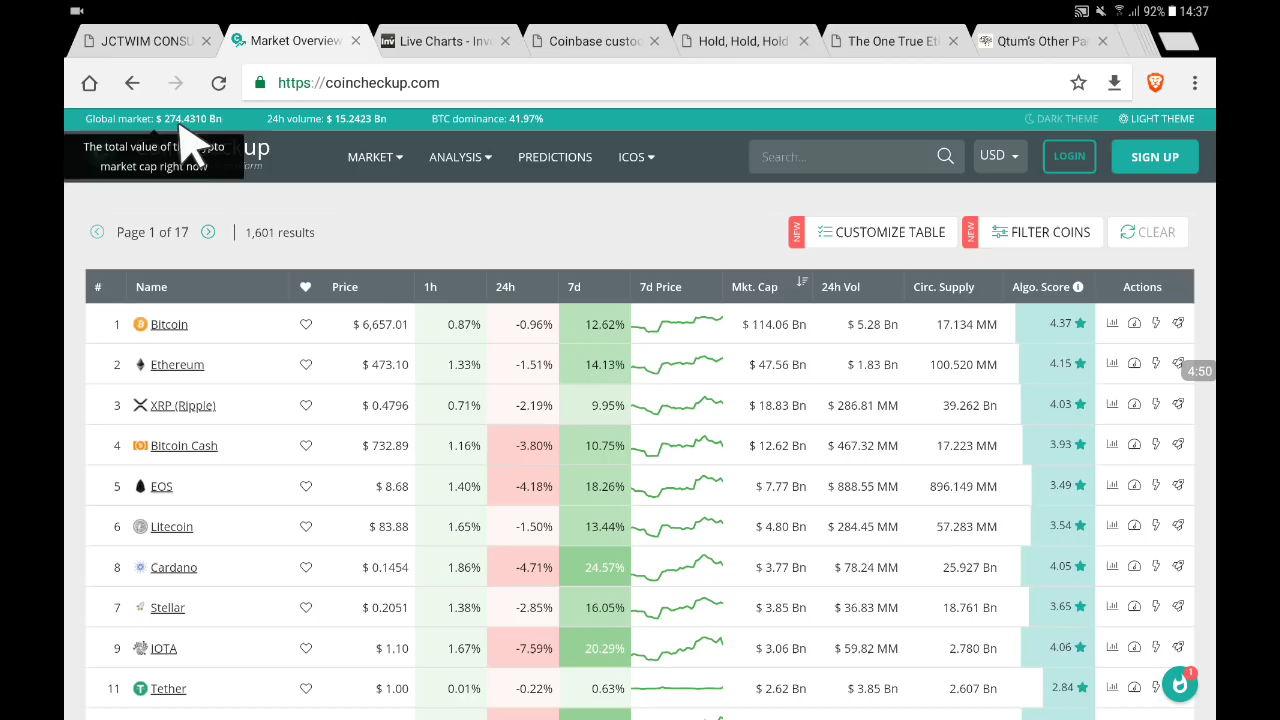 92% 14:37
JCTWIM CONSU
Market Overview
Live Charts - Inv
Coinbase custod
Hold, Hold, Hold
The One True Eth
Qtum's Other Pa
https://coincheckup.com
Global market: $ 274.4310 Bn 24h volume: $ 15.2423 Bn BTC dominance: 41.97% DARK THEME LIGHT THEME
The total value of the crypto
market cap right now
MARKET ANALYSIS PREDICTIONS ICOS Search... USD LOGIN SIGN UP
Page 1 of 17 1,601 results NEW CUSTOMIZE TABLE NEW FILTER COINS CLEAR
# Name Price 1h 24h 7d 7d Price Mkt. Cap 24h Vol Circ. Supply Algo. Score Actions
1 Bitcoin $ 6,657.01 0.87% -0.96% 12.62% $ 114.06 Bn $ 5.28 Bn 17.134 MM 4.37
2 Ethereum $ 473.10 1.33% -1.51% 14.13% $ 47.56 Bn $ 1.83 Bn 100.520 MM 4.15
4:50
3 XRP (Ripple) $ 0.4796 0.71% -2.19% 9.95% $ 18.83 Bn $ 286.81 MM 39.262 Bn 4.03
4 Bitcoin Cash $ 732.89 1.16% -3.80% 10.75% $ 12.62 Bn $ 467.32 MM 17.223 MM 3.93
5 EOS $ 8.68 1.40% -4.18% 18.26% $ 7.77 Bn $ 888.55 MM 896.149 MM 3.49
6 Litecoin $ 83.88 1.65% -1.50% 13.44% $ 4.80 Bn $ 284.45 MM 57.283 MM 3.54
8 Cardano $ 0.1454 1.86% -4.71% 24.57% $ 3.77 Bn $ 78.24 MM 25.927 Bn 4.05
7 Stellar $ 0.2051 1.38% -2.85% 16.05% $ 3.85 Bn $ 36.83 MM 18.761 Bn 3.65
9 IOTA $ 1.10 1.67% -7.59% 20.29% $ 3.06 Bn $ 59.82 MM 2.780 Bn 4.06
11 Tether $ 1.00 0.01% -0.22% 0.63% $ 2.62 Bn $ 3.85 Bn 2.607 Bn 2.84
1